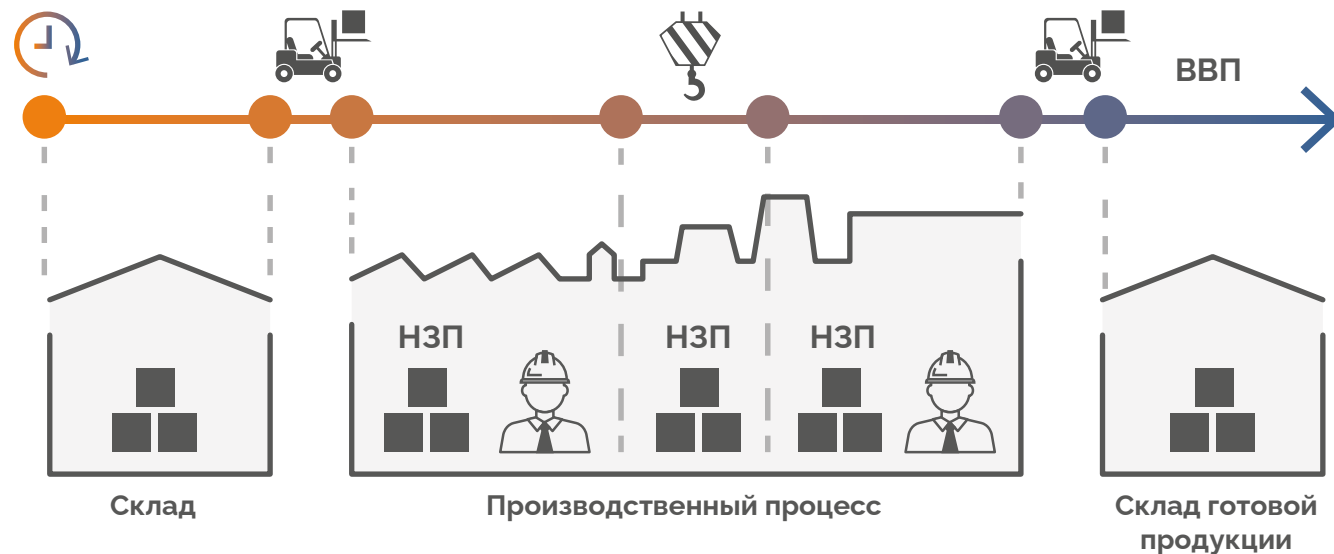 ВВП
НЗП
НЗП
НЗП
Склад
Производственный процесс
Склад готовой
продукции